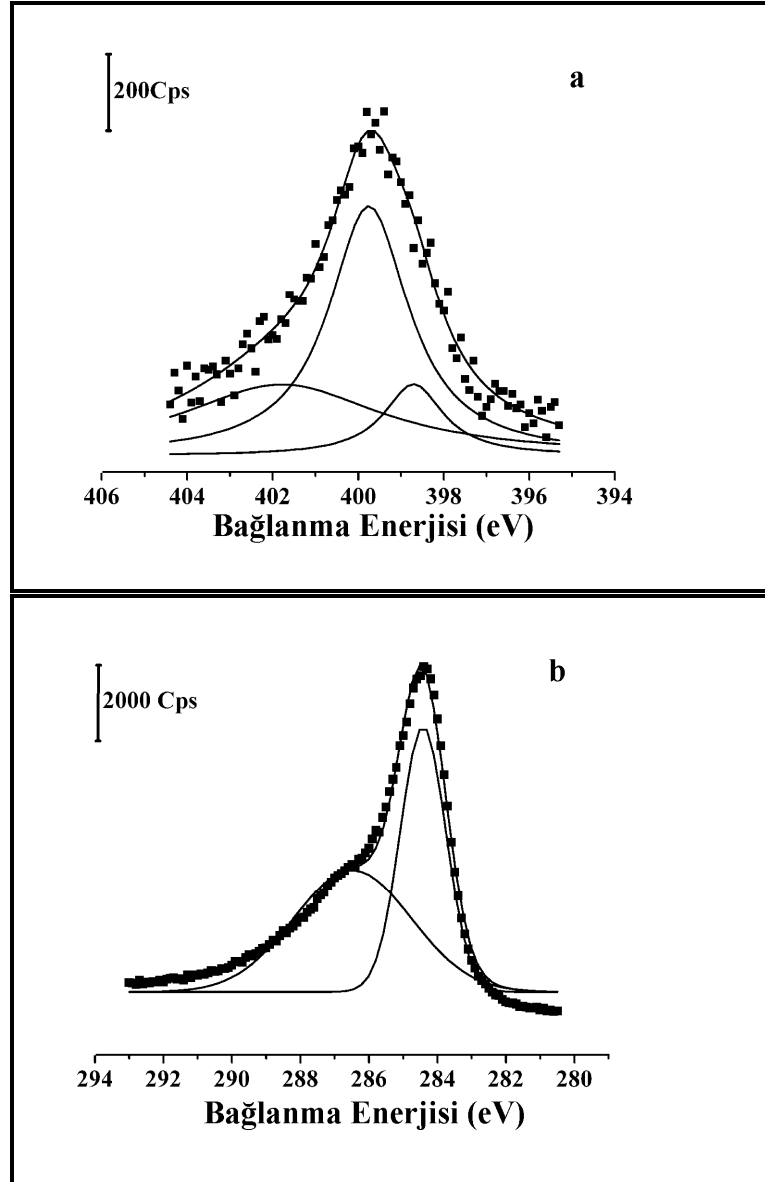 a
200Cps
406 404 402 400 398 396 394
Bağlanma Enerjisi (eV)
b
2000 Cps
294 292 290 288 286 284 282 280
Bağlanma Enerjisi (eV)